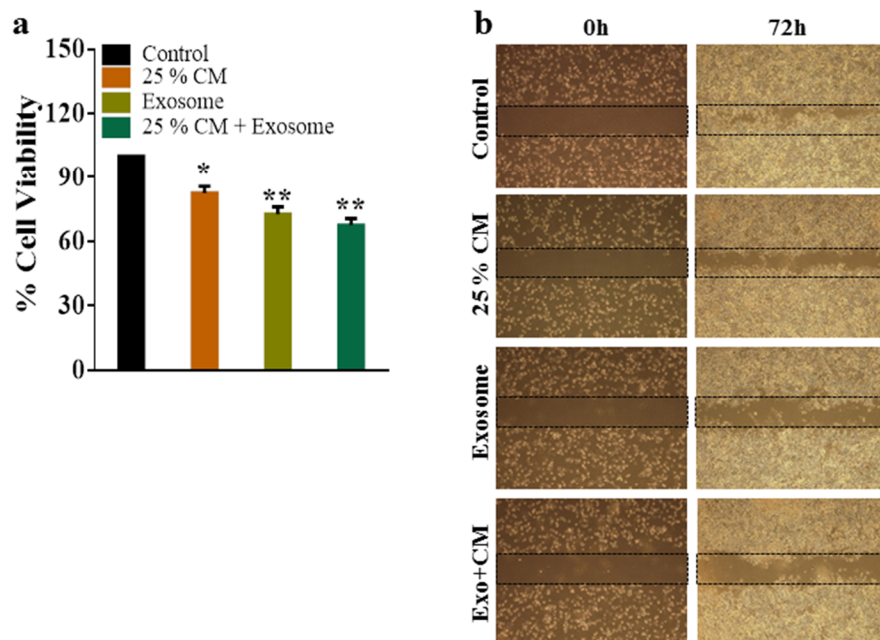 a
150
120
90
60
30
0
% Cell Viability
Control
25 % CM
Exosome
25 % CM + Exosome
*
**
**
b
0h
72h
Control
25 % CM
Exosome
Exo+CM